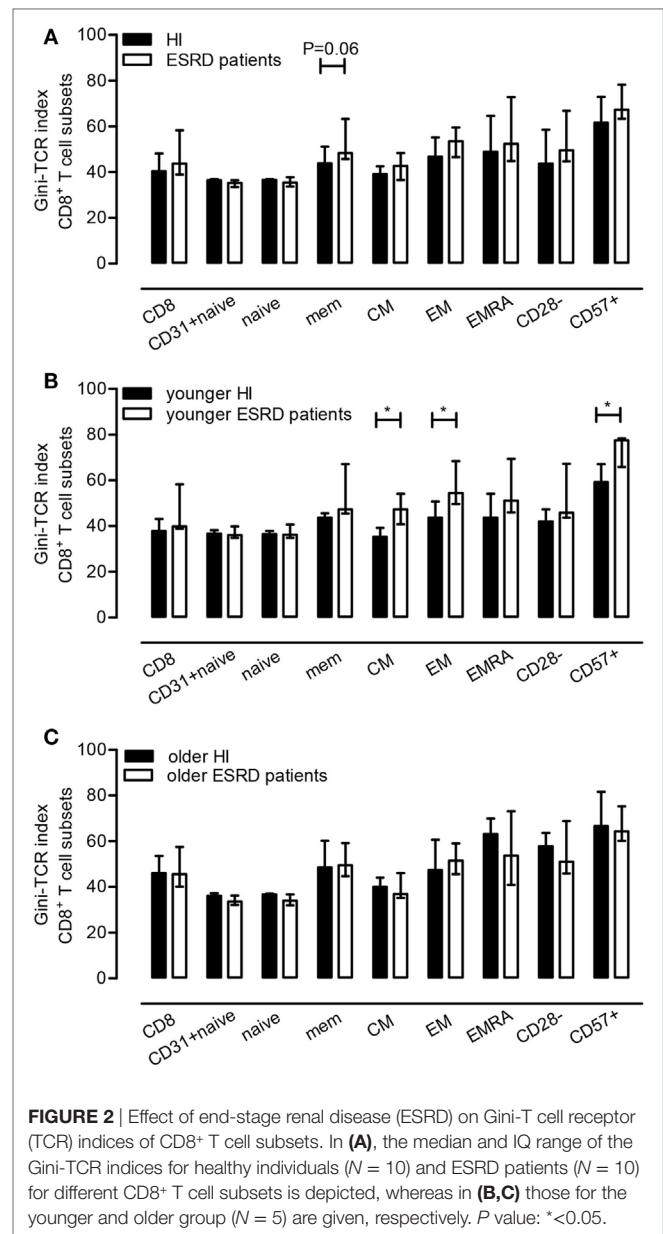 A
HI
ESRD patients
P=0.06
Gini-TCR index
CD8⁺ T cell subsets
100
80
60
40
20
0
CD8
CD31+naive
naive
mem
CM
EM
EMRA
CD28-
CD57+
B
younger HI
younger ESRD patients
*
*
*
Gini-TCR index
CD8⁺ T cell subsets
100
80
60
40
20
0
CD8
CD31+naive
naive
mem
CM
EM
EMRA
CD28-
CD57+
C
older HI
older ESRD patients
Gini-TCR index
CD8⁺ T cell subsets
100
80
60
40
20
0
CD8
CD31+naive
naive
mem
CM
EM
EMRA
CD28-
CD57+
FIGURE 2 | Effect of end-stage renal disease (ESRD) on Gini-T cell receptor
(TCR) indices of CD8⁺ T cell subsets. In (A), the median and IQ range of the
Gini-TCR indices for healthy individuals (N = 10) and ESRD patients (N = 10)
for different CD8⁺ T cell subsets is depicted, whereas in (B,C) those for the
younger and older group (N = 5) are given, respectively. P value: *<0.05.